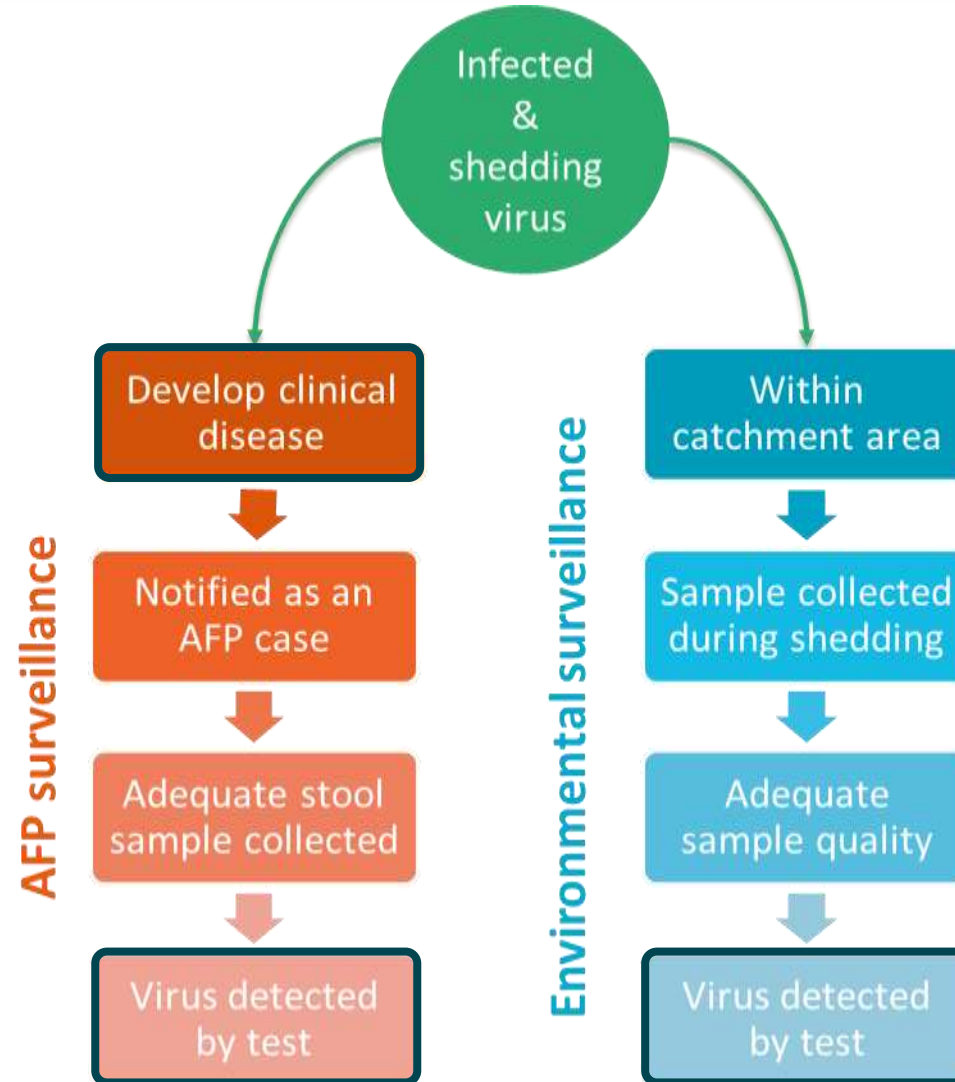 Infected
&
shedding
virus
AFP surveillance
Develop clinical
disease
Notified as an
AFP case
Adequate stool
sample collected
Virus detected
by test
Environmental surveillance
Within
catchment area
Sample collected
during shedding
Adequate
sample quality
Virus detected
by test